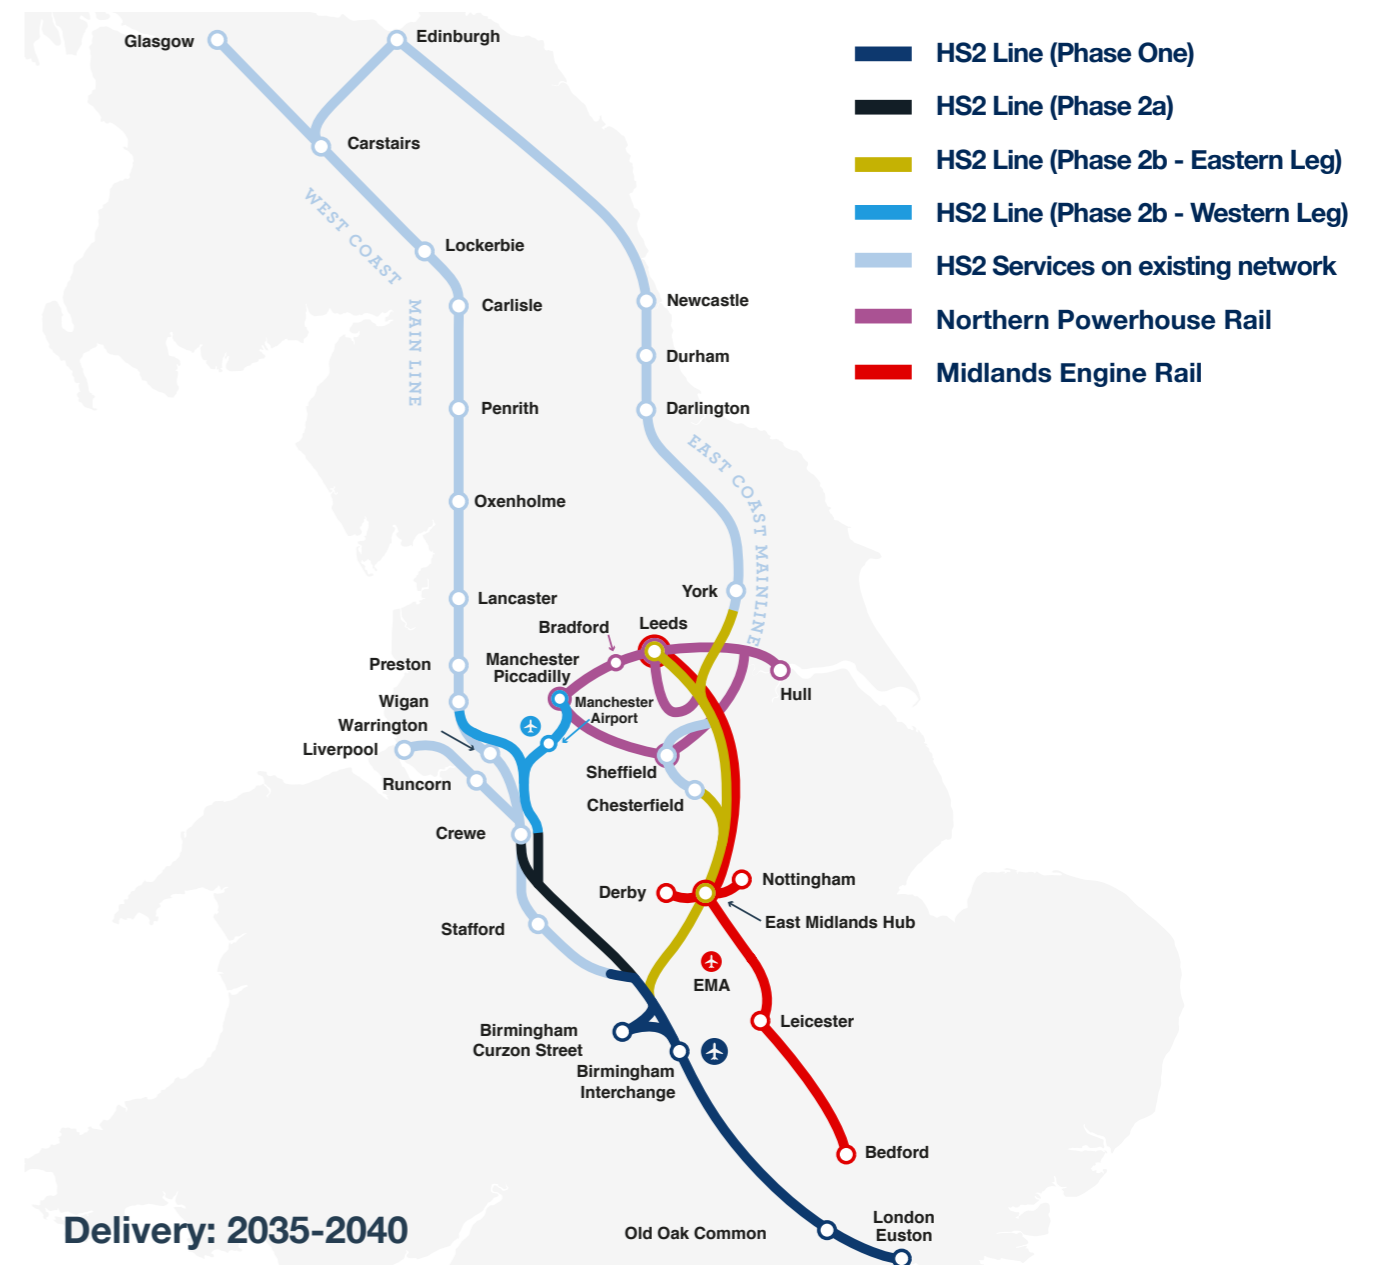 Glasgow
Edinburgh
Carstairs
WEST COAST
MAIN LINE
Lockerbie
Carlisle
Newcastle
Durham
Penrith
Darlington
EAST COAST MAINLINE
Oxenholme
York
Lancaster
Leeds
Bradford
Preston
Manchester
Piccadilly
Hull
Wigan
Manchester
Airport
Warrington
Liverpool
Sheffield
Runcorn
Chesterfield
Crewe
Derby
Nottingham
East Midlands Hub
Stafford
EMA
Leicester
Birmingham
Curzon Street
Birmingham
Interchange
Bedford
Old Oak Common
London
Euston
HS2 Line (Phase One)
HS2 Line (Phase 2a)
HS2 Line (Phase 2b - Eastern Leg)
HS2 Line (Phase 2b - Western Leg)
HS2 Services on existing network
Northern Powerhouse Rail
Midlands Engine Rail
Delivery: 2035-2040